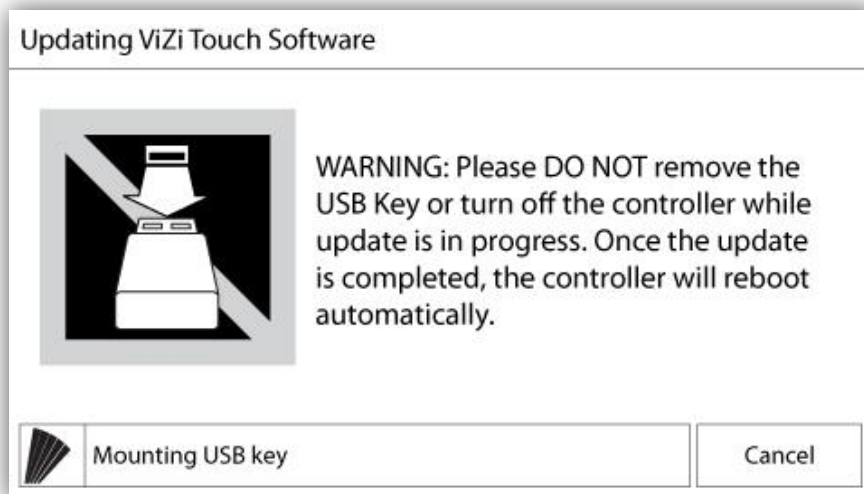 Updating ViZi Touch Software
WARNING: Please DO NOT remove the
USB Key or turn off the controller while
update is in progress. Once the update
is completed, the controller will reboot
automatically.
Mounting USB key
Cancel